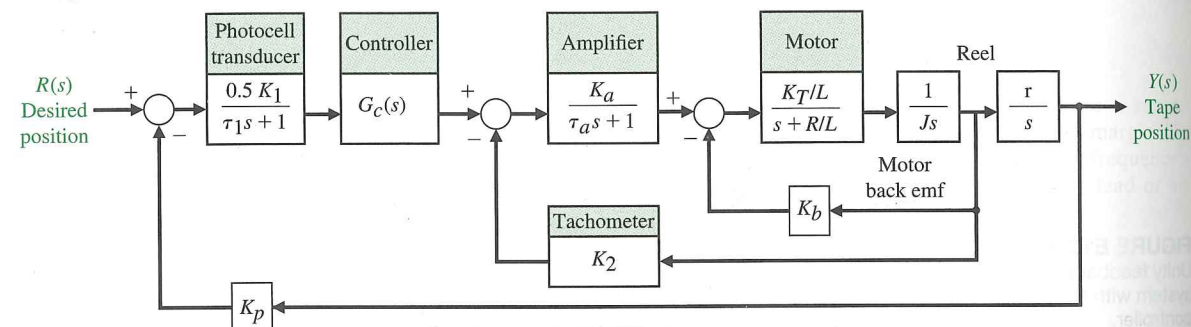 Photocell
transducer
0.5 K1
τ1s + 1
Controller
Gc(s)
Amplifier
Ka
τas + 1
Motor
KT/L
s + R/L
Reel
1
Js
r
s
R(s)
Desired
position
+
−
+
−
+
−
Y(s)
Tape
position
Motor
back emf
Kb
Tachometer
K2
Kp